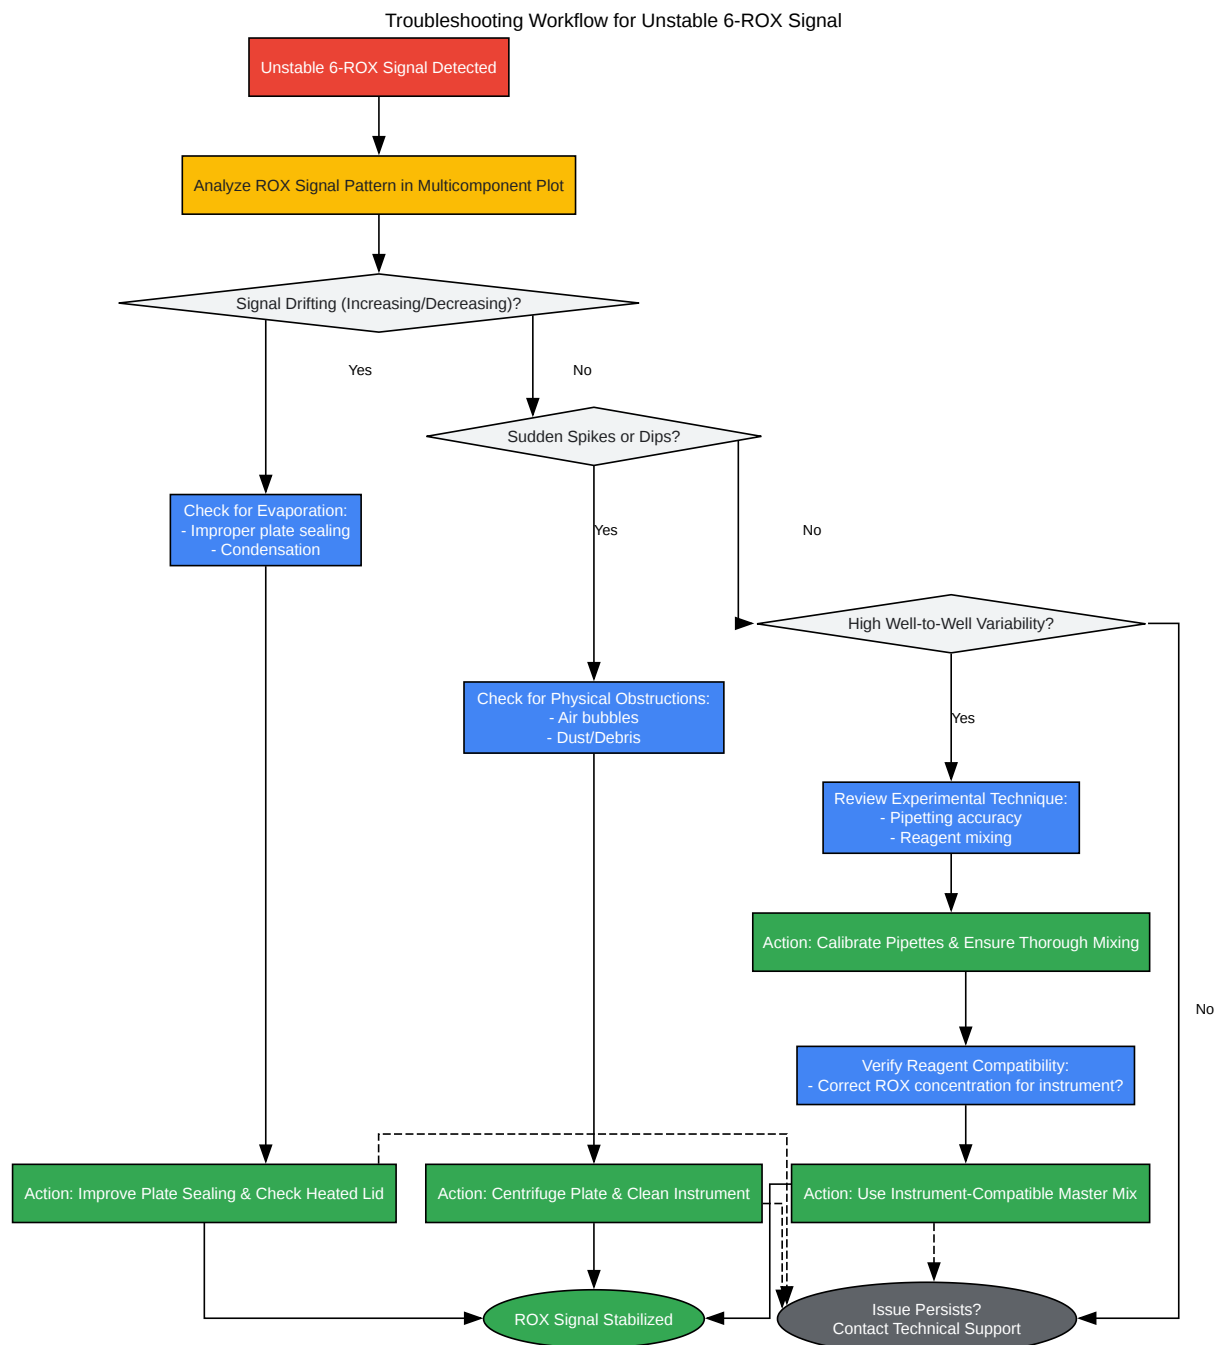 Troubleshooting Workflow for Unstable 6-ROX Signal
Unstable 6-ROX Signal Detected
Analyze ROX Signal Pattern in Multicomponent Plot
Signal Drifting (Increasing/Decreasing)?
Yes
No
Sudden Spikes or Dips?
Check for Evaporation:
- Improper plate sealing
- Condensation
Yes
No
High Well-to-Well Variability?
Check for Physical Obstructions:
- Air bubbles
- Dust/Debris
Yes
Review Experimental Technique:
- Pipetting accuracy
- Reagent mixing
Action: Calibrate Pipettes & Ensure Thorough Mixing
No
Verify Reagent Compatibility:
- Correct ROX concentration for instrument?
Action: Improve Plate Sealing & Check Heated Lid
Action: Centrifuge Plate & Clean Instrument
Action: Use Instrument-Compatible Master Mix
ROX Signal Stabilized
Issue Persists?
Contact Technical Support